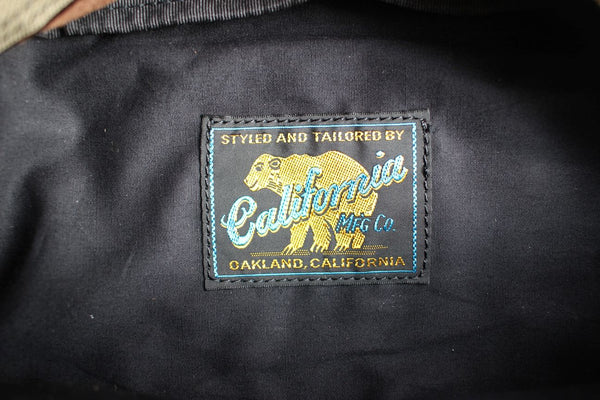 STYLED AND TAILORED BY
California
MFG Co.
OAKLAND, CALIFORNIA